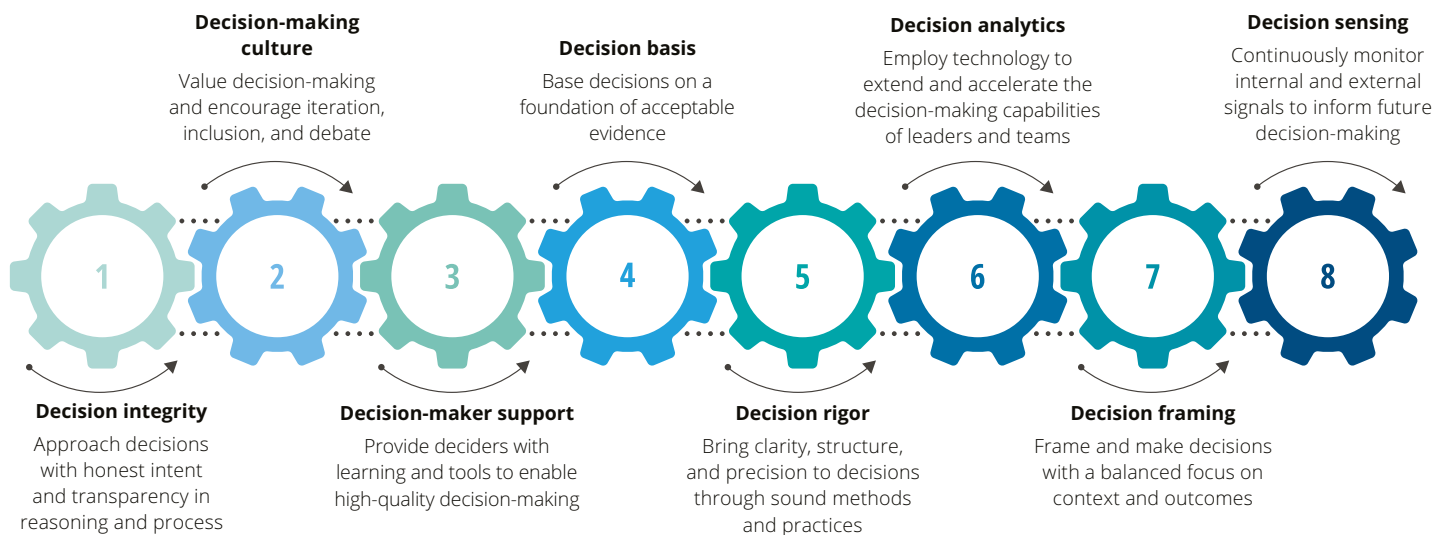 Decision-making
culture
Value decision-making
and encourage iteration,
inclusion, and debate
Decision basis
Base decisions on a
foundation of acceptable
evidence
Decision analytics
Employ technology to
extend and accelerate the
decision-making capabilities
of leaders and teams
Decision sensing
Continuously monitor
internal and external
signals to inform future
decision-making
1
2
3
4
5
6
7
8
Decision integrity
Approach decisions
with honest intent
and transparency in
reasoning and process
Decision-maker support
Provide deciders with
learning and tools to enable
high-quality decision-making
Decision rigor
Bring clarity, structure,
and precision to decisions
through sound methods
and practices
Decision framing
Frame and make decisions
with a balanced focus on
context and outcomes